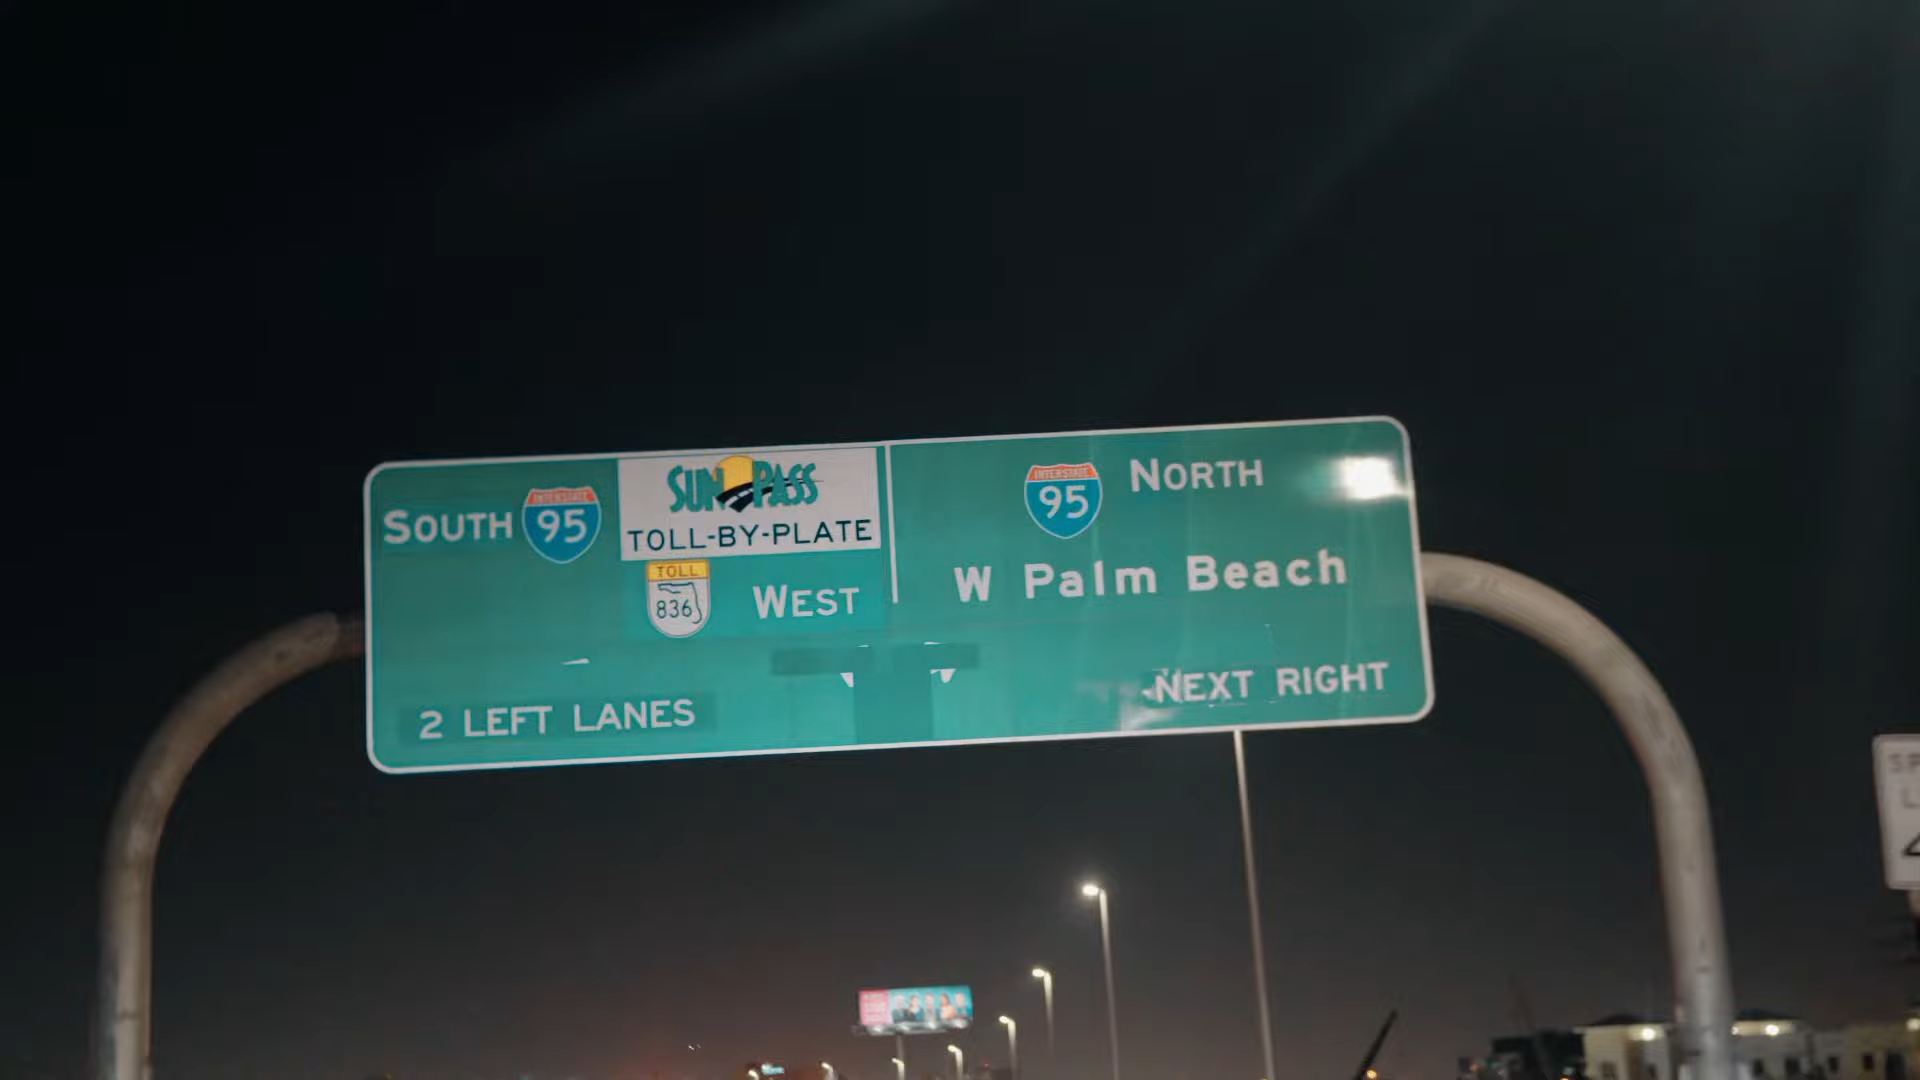 SOUTH INTERSTATE 95
SUNPASS
TOLL-BY-PLATE
TOLL 836 WEST
2 LEFT LANES
INTERSTATE 95 NORTH
W Palm Beach
NEXT RIGHT